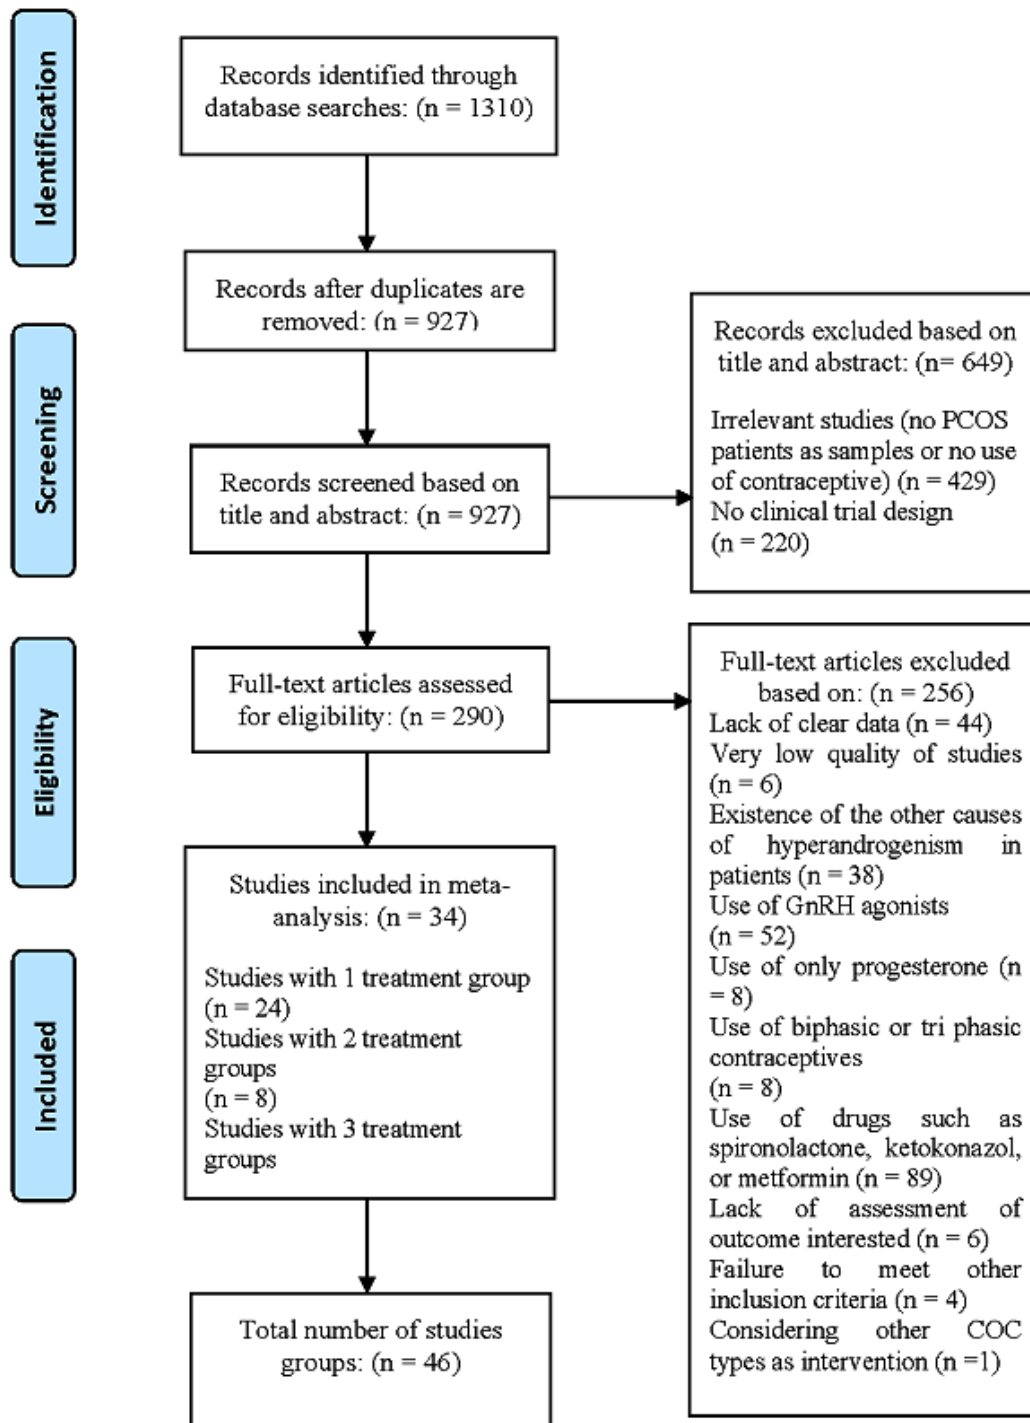 Identification
Records identified through
database searches: (n = 1310)
Records after duplicates are
removed: (n = 927)
Screening
Records screened based on
title and abstract: (n = 927)
Records excluded based on
title and abstract: (n= 649)
Irrelevant studies (no PCOS
patients as samples or no use
of contraceptive) (n = 429)
No clinical trial design
(n = 220)
Eligibility
Full-text articles assessed
for eligibility: (n = 290)
Full-text articles excluded
based on: (n = 256)
Lack of clear data (n = 44)
Very low quality of studies
(n = 6)
Existence of the other causes
of hyperandrogenism in
patients (n = 38)
Use of GnRH agonists
(n = 52)
Use of only progesterone (n
= 8)
Use of biphasic or tri phasic
contraceptives
(n = 8)
Use of drugs such as
spironolactone, ketokonazol,
or metformin (n = 89)
Lack of assessment of
outcome interested (n = 6)
Failure to meet other
inclusion criteria (n = 4)
Considering other COC
types as intervention (n =1)
Included
Studies included in meta-
analysis: (n = 34)
Studies with 1 treatment group
(n = 24)
Studies with 2 treatment
groups
(n = 8)
Studies with 3 treatment
groups
Total number of studies
groups: (n = 46)